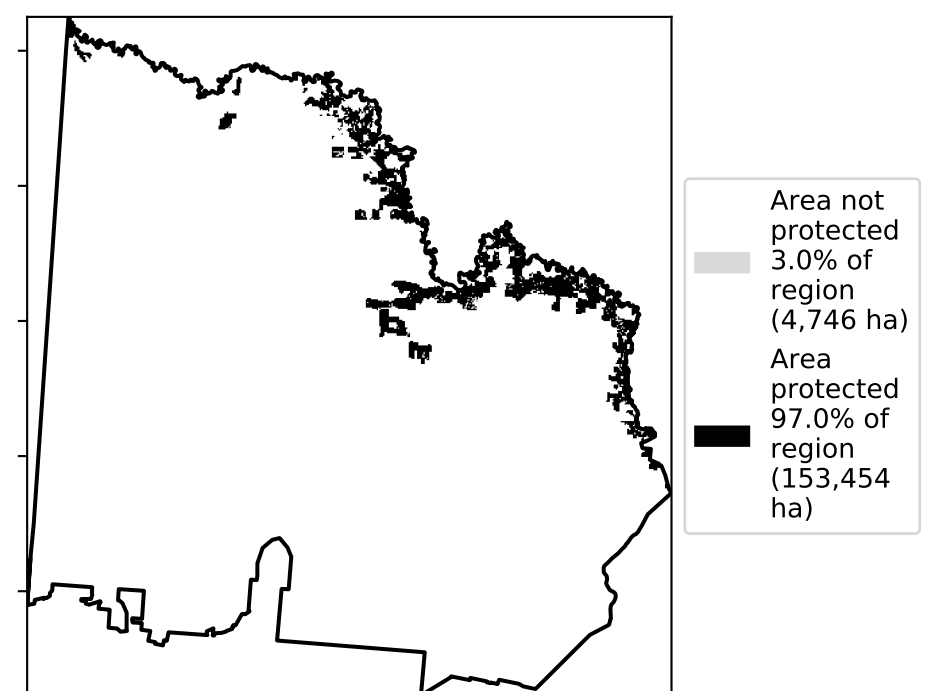 Area not
protected
3.0% of
region
(4,746 ha)
Area
protected
97.0% of
region
(153,454
ha)